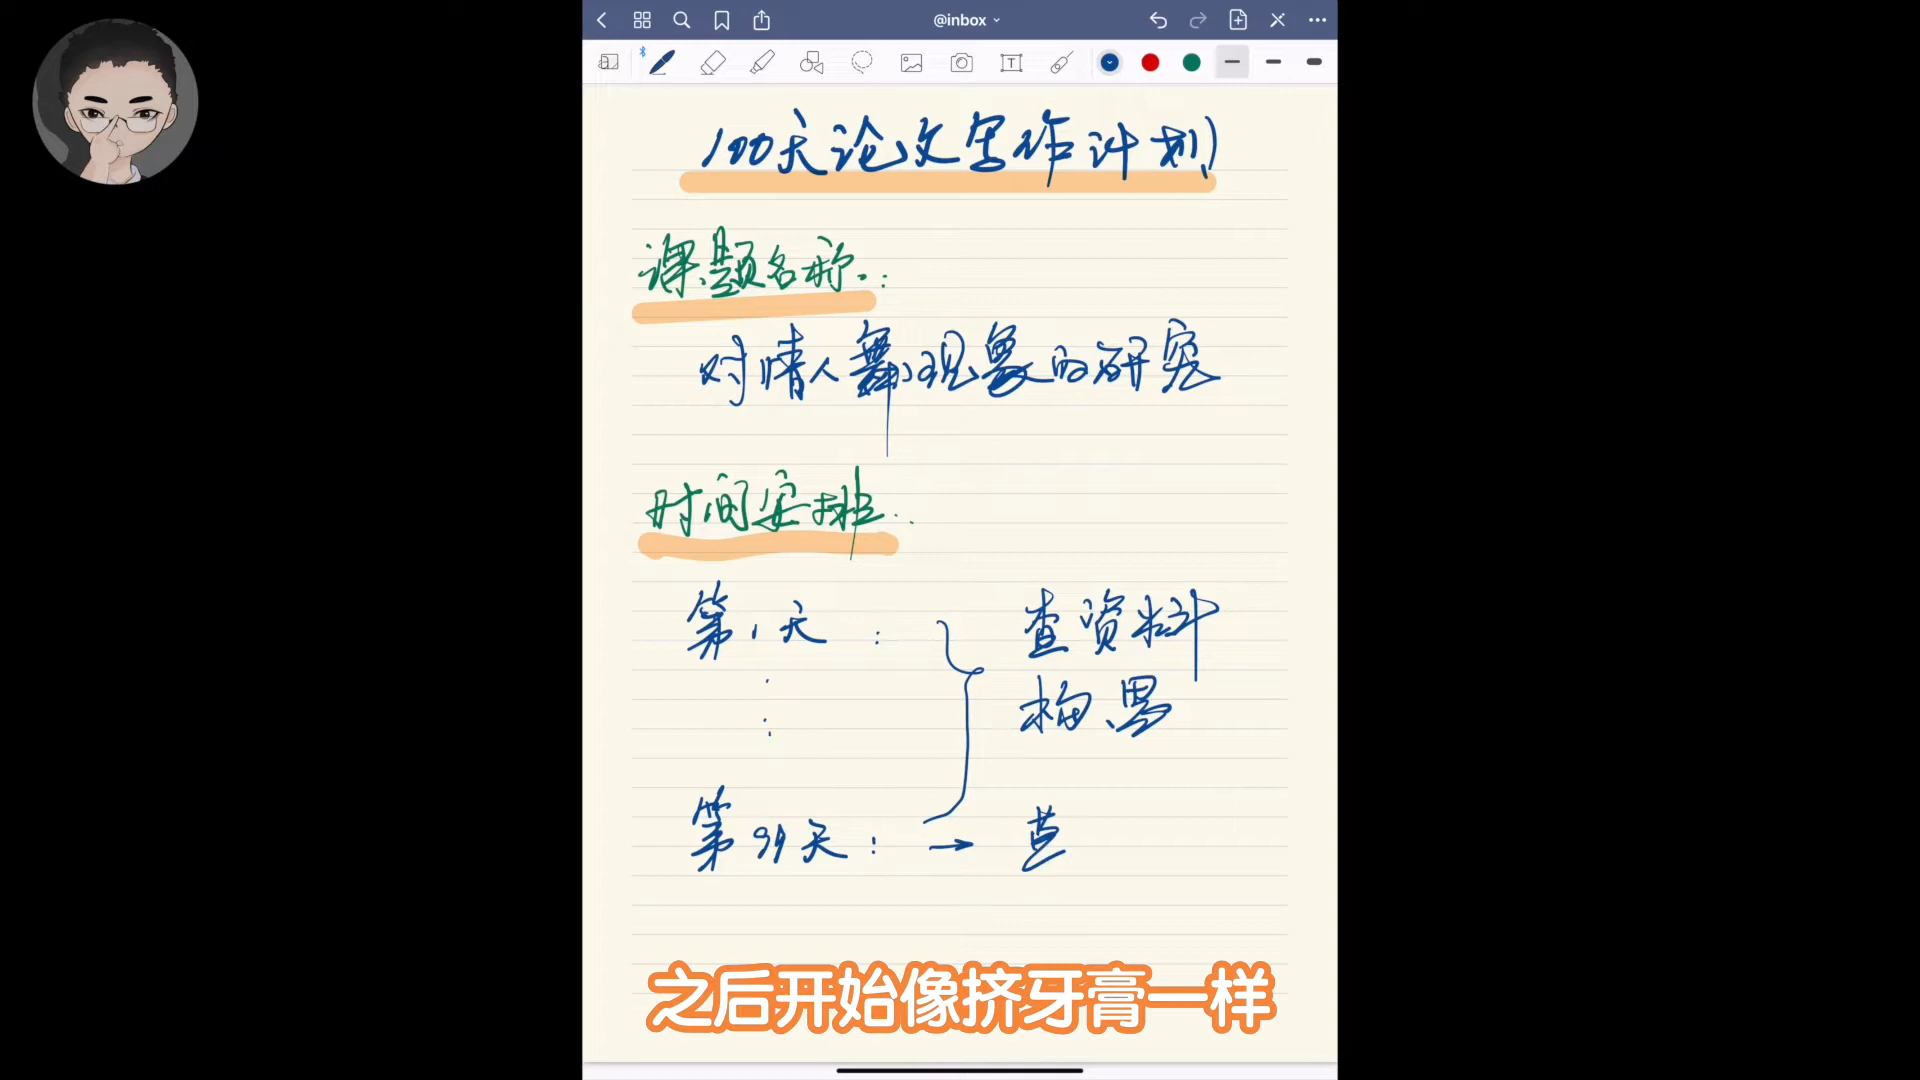 @inbox
100天论文写作计划
课题名称:
对情人舞现象的研究
时间安排:
第1天: 查资料
构思
第99天: →
之后开始像挤牙膏一样